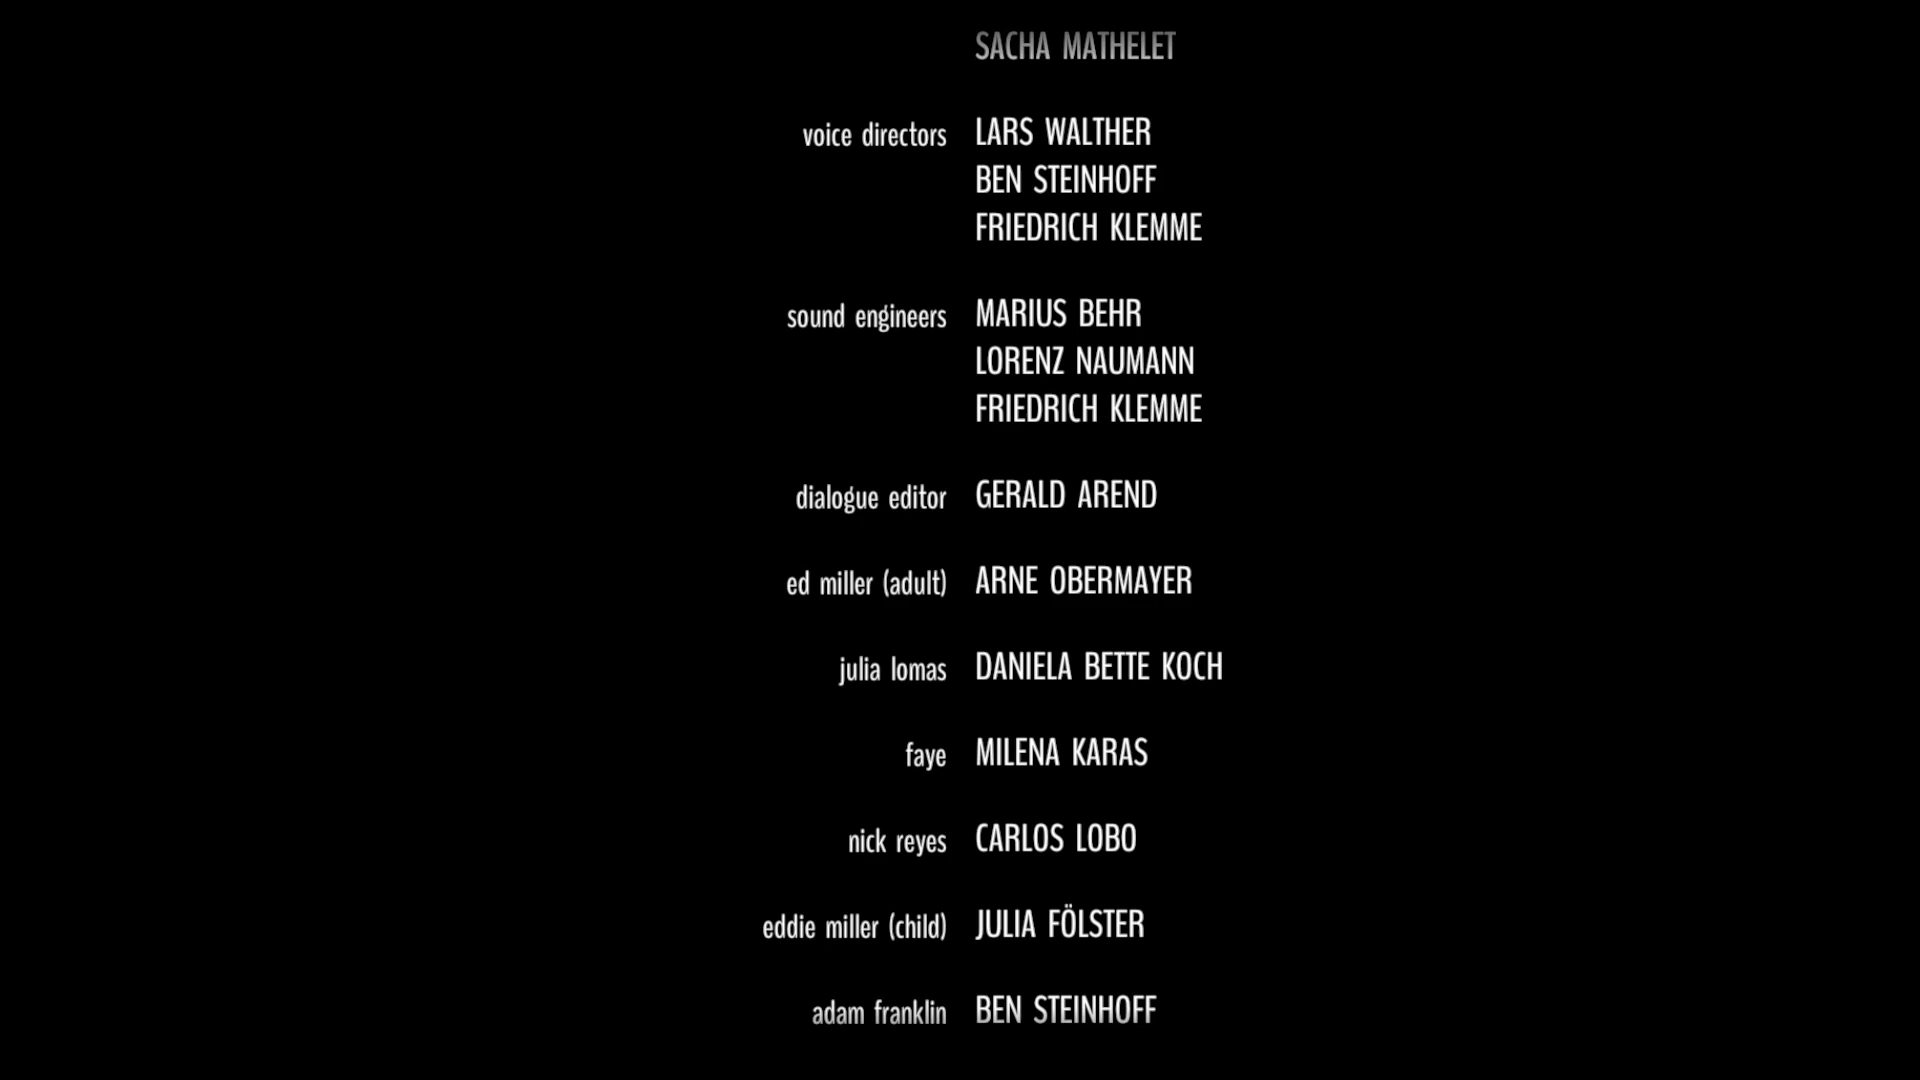 SACHA MATHELET
voice directors LARS WALTHER
BEN STEINHOFF
FRIEDRICH KLEMME
sound engineers MARIUS BEHR
LORENZ NAUMANN
FRIEDRICH KLEMME
dialogue editor GERALD AREND
ed miller (adult) ARNE OBERMAYER
julia lomas DANIELA BETTE KOCH
faye MILENA KARAS
nick reyes CARLOS LOBO
eddie miller (child) JULIA FÖLSTER
adam franklin BEN STEINHOFF